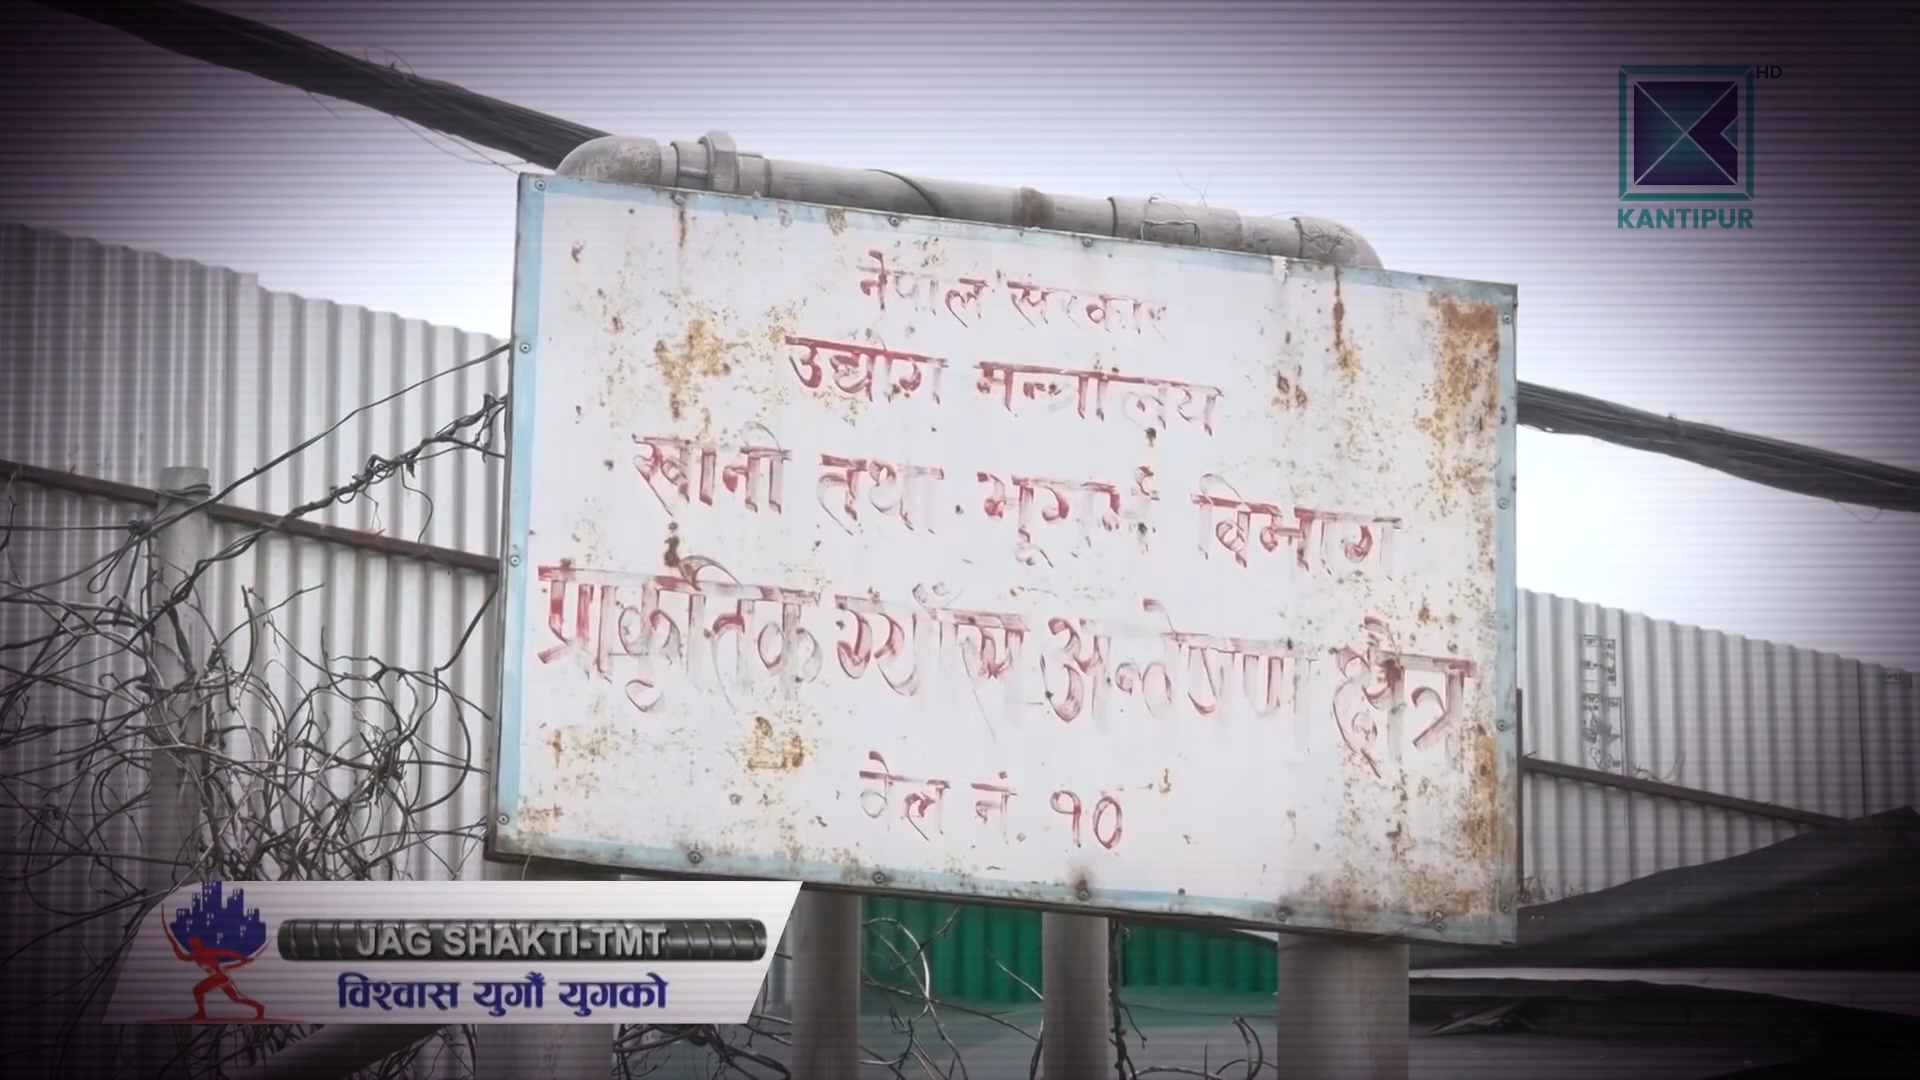 HD
KANTIPUR
नेपाल सरकार
उद्योग मन्त्रालय
खानी तथा भूगर्भ बिभाग
प्राकृतिक ग्याँस अन्वेषण क्षेत्र
वेल नं. १०
JAG SHAKTI-TMT
विश्वास युगौं युगको